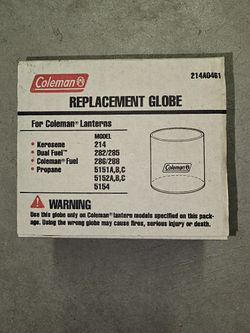 Coleman
214A0461
REPLACEMENT GLOBE
For Coleman® Lanterns
MODEL
• Kerosene 214
• Dual Fuel™ 282/285
• Coleman® Fuel 286/288
• Propane 5151A,B,C
5152A,B,C
5154
Coleman
WARNING
Use this globe only on Coleman® lantern models specified on this pack-
age. Using the wrong globe may cause fires, serious injury or death.